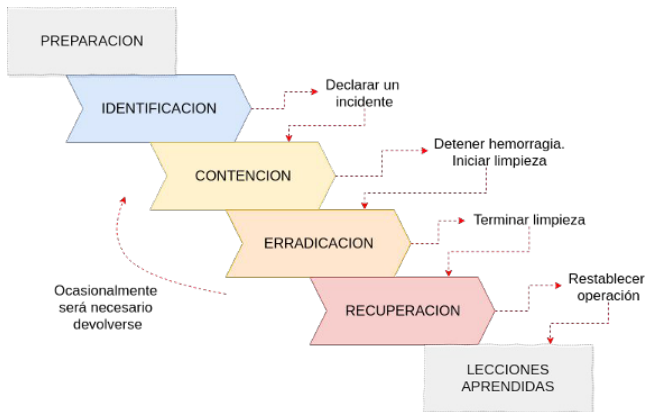 PREPARACION
IDENTIFICACION
Declarar un
incidente
CONTENCION
Detener hemorragia.
Iniciar limpieza
ERRADICACION
Terminar limpieza
Ocasionalmente
será necesario
devolverse
RECUPERACION
Restablecer
operación
LECCIONES
APRENDIDAS